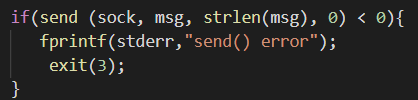 if(send (sock, msg, strlen(msg), 0) < 0){
fprintf(stderr,"send() error");
exit(3);
}